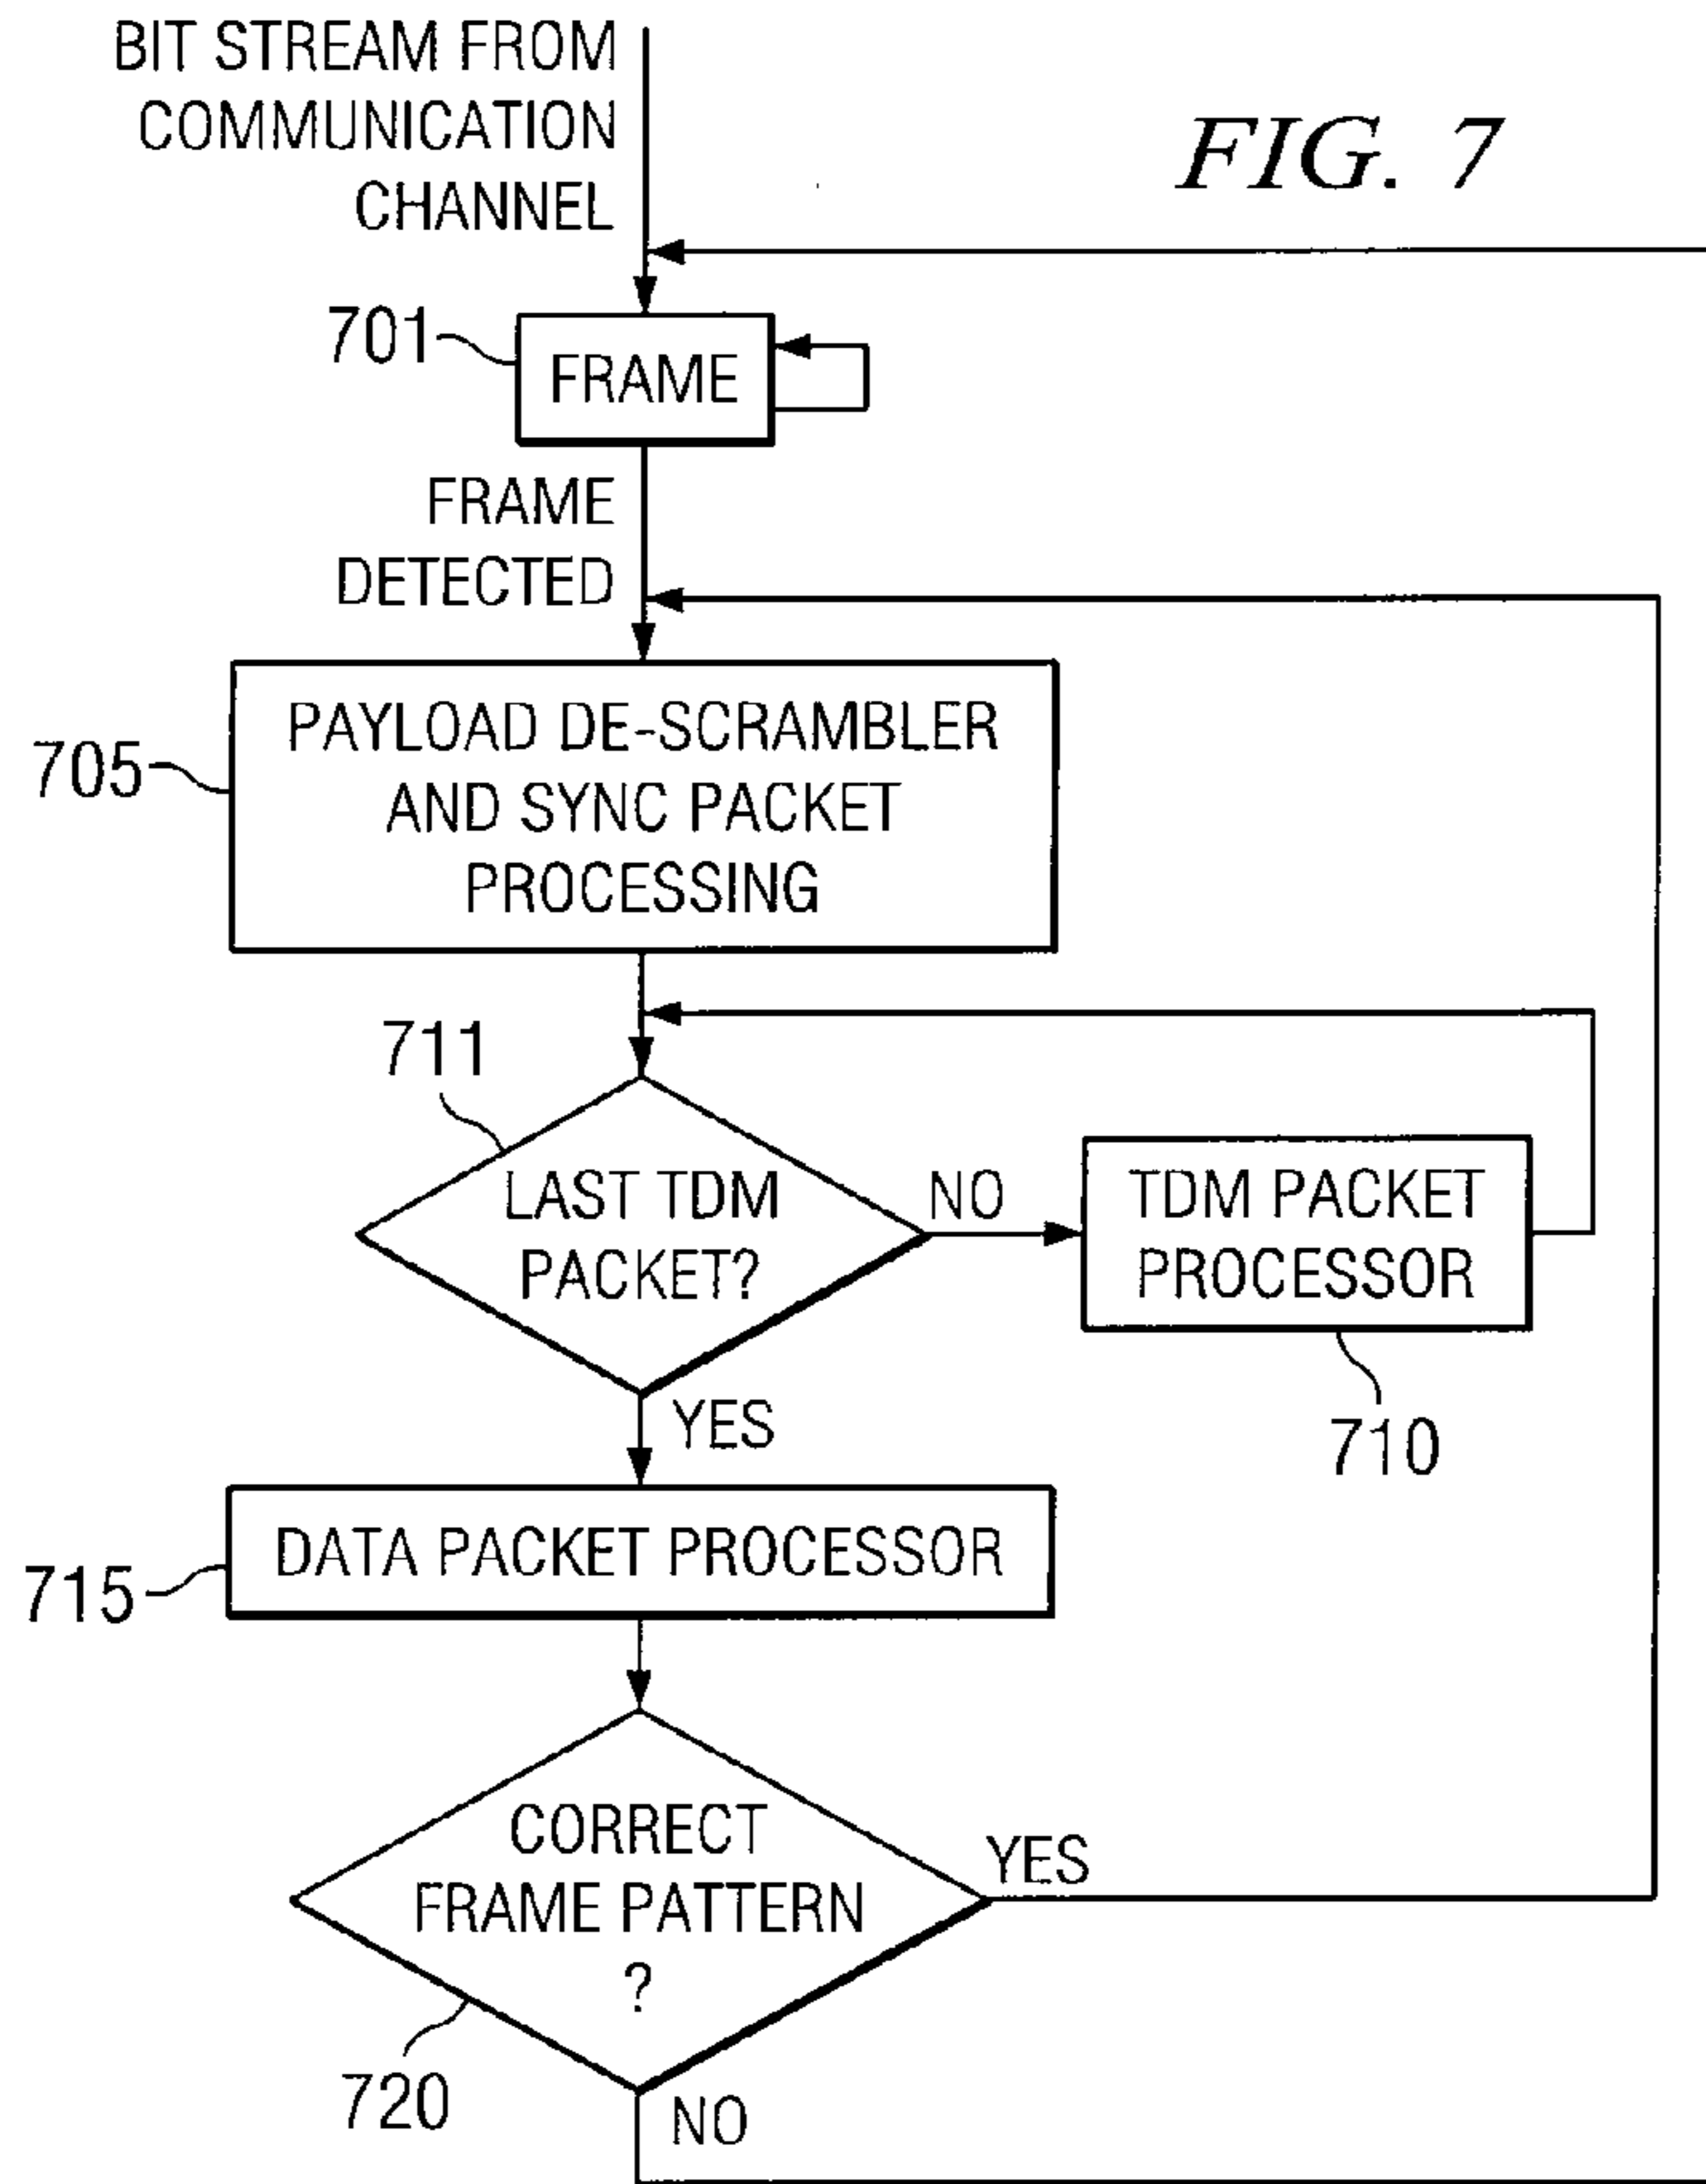 BIT STREAM FROM
COMMUNICATION
CHANNEL
FIG. 7
701
FRAME
FRAME
DETECTED
705
PAYLOAD DE-SCRAMBLER
AND SYNC PACKET
PROCESSING
711
LAST TDM
PACKET?
NO
TDM PACKET
PROCESSOR
710
YES
715
DATA PACKET PROCESSOR
CORRECT
FRAME PATTERN
?
YES
720
NO